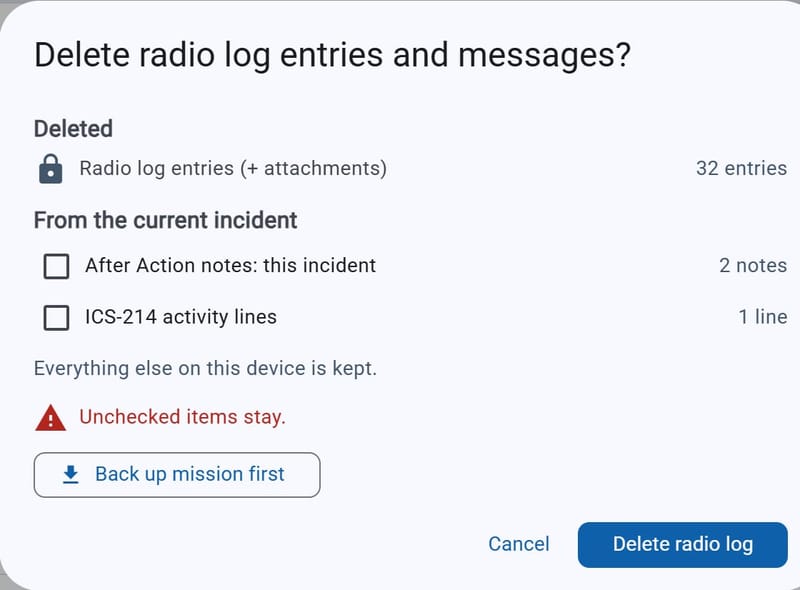 Delete radio log entries and messages?
Deleted
Radio log entries (+ attachments) 32 entries
From the current incident
After Action notes: this incident 2 notes
ICS-214 activity lines 1 line
Everything else on this device is kept.
Unchecked items stay.
Back up mission first
Cancel Delete radio log